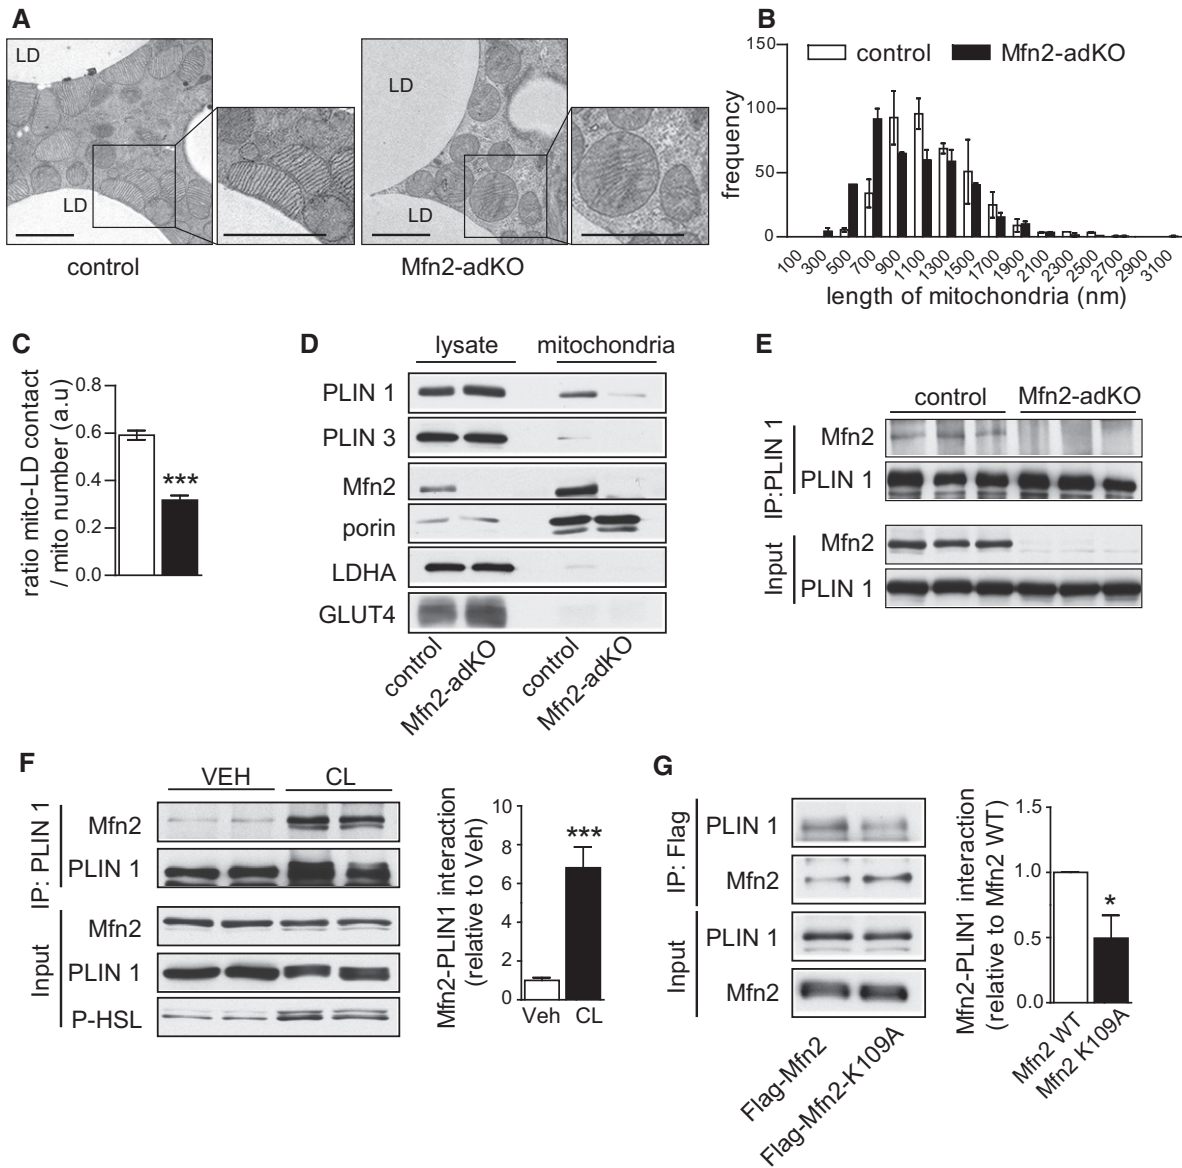 A
LD
LD
control
LD
LD
Mfn2-adKO
B
150
100
50
0
frequency
control
Mfn2-adKO
100 300 500 700 900 1100 1300 1500 1700 1900 2100 2300 2500 2700 2900 3100
length of mitochondria (nm)
C
ratio mito-LD contact
/ mito number (a.u)
0.8
0.6
0.4
0.2
0.0
***
D
lysate mitochondria
PLIN 1
PLIN 3
Mfn2
porin
LDHA
GLUT4
control
Mfn2-adKO
control
Mfn2-adKO
E
control Mfn2-adKO
IP:PLIN 1
Mfn2
PLIN 1
Input
Mfn2
PLIN 1
F
VEH CL
IP: PLIN 1
Mfn2
PLIN 1
Input
Mfn2
PLIN 1
P-HSL
Mfn2-PLIN1 interaction
(relative to Veh)
10
8
6
4
2
0
***
Veh CL
G
IP: Flag
PLIN 1
Mfn2
Input
PLIN 1
Mfn2
Flag-Mfn2
Flag-Mfn2-K109A
Mfn2-PLIN1 interaction
(relative to Mfn2 WT)
1.5
1.0
0.5
0.0
*
Mfn2 WT
Mfn2 K109A